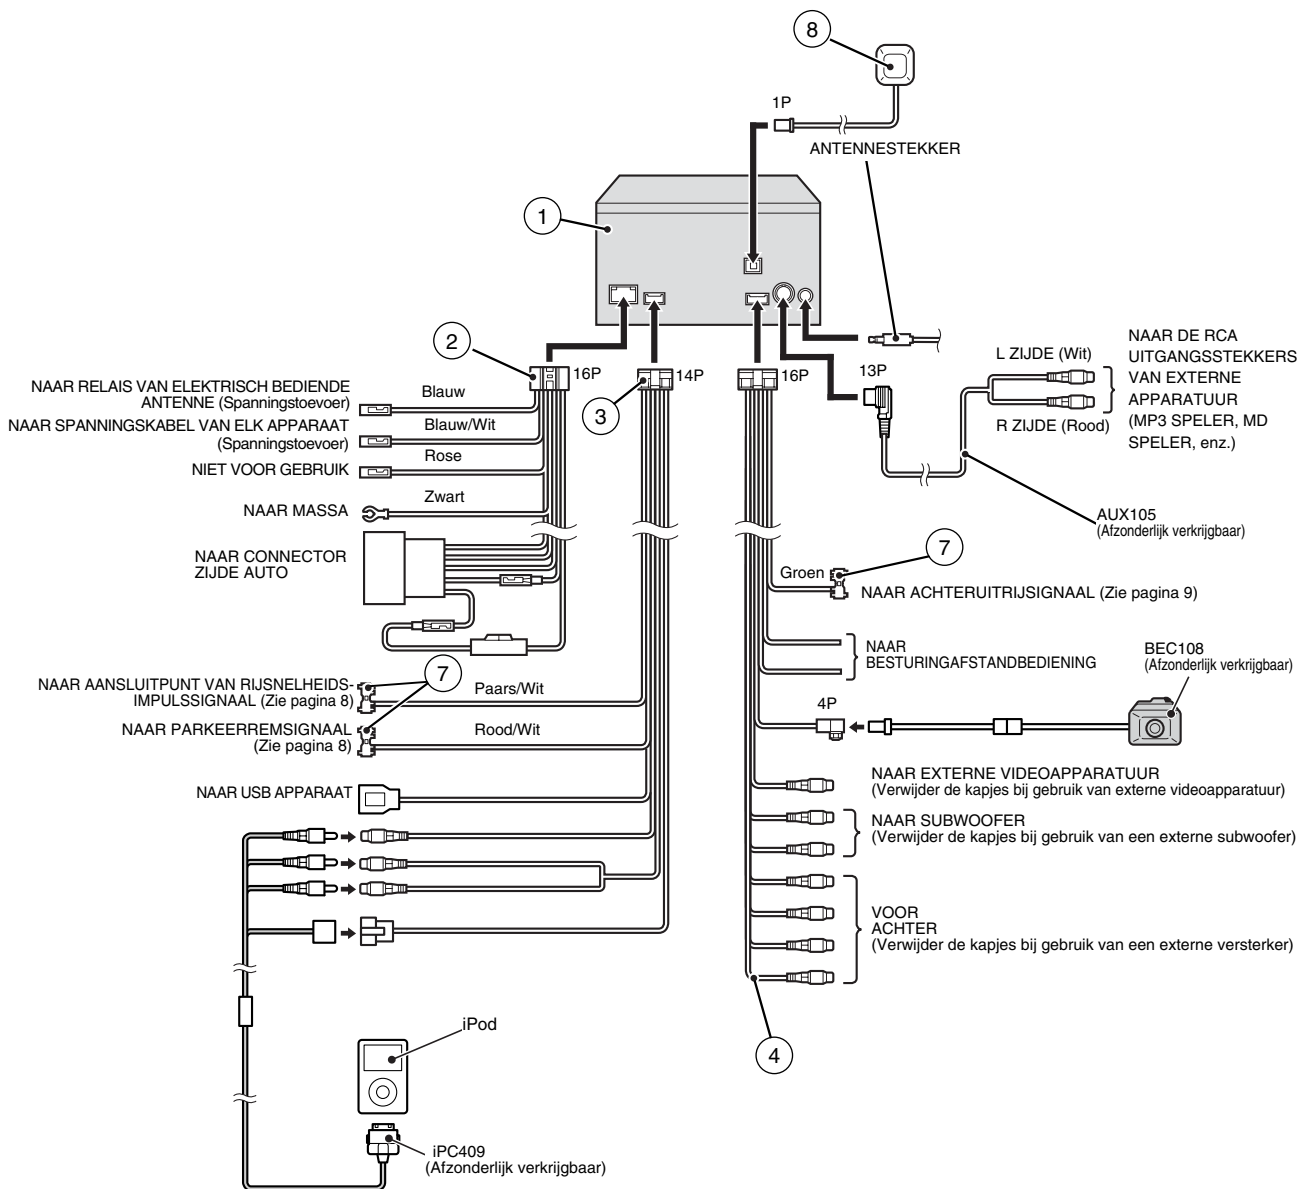 8
1P
ANTENNESTEKKER
1
2
16P
NAAR RELAIS VAN ELEKTRISCH BEDIENDE
ANTENNE (Spanningstoevoer)
Blauw
NAAR SPANNINGSKABEL VAN ELK APPARAAT
(Spanningstoevoer)
Blauw/Wit
NIET VOOR GEBRUIK
Rose
NAAR MASSA
Zwart
NAAR CONNECTOR
ZIJDE AUTO
3
14P
7
NAAR AANSLUITPUNT VAN RIJSNELHEIDS-
IMPULSSIGNAAL (Zie pagina 8)
Paars/Wit
NAAR PARKEERREMSIGNAAL
(Zie pagina 8)
Rood/Wit
NAAR USB APPARAAT
iPod
iPC409
(Afzonderlijk verkrijgbaar)
16P
13P
L ZIJDE (Wit)
R ZIJDE (Rood)
NAAR DE RCA
UITGANGSSTEKKERS
VAN EXTERNE
APPARATUUR
(MP3 SPELER, MD
SPELER, enz.)
AUX105
(Afzonderlijk verkrijgbaar)
7
Groen
NAAR ACHTERUITRIJSIGNAAL (Zie pagina 9)
NAAR
BESTURINGAFSTANDBEDIENING
BEC108
(Afzonderlijk verkrijgbaar)
4P
NAAR EXTERNE VIDEOAPPARATUUR
(Verwijder de kapjes bij gebruik van externe videoapparatuur)
NAAR SUBWOOFER
(Verwijder de kapjes bij gebruik van een externe subwoofer)
VOOR
ACHTER
(Verwijder de kapjes bij gebruik van een externe versterker)
4